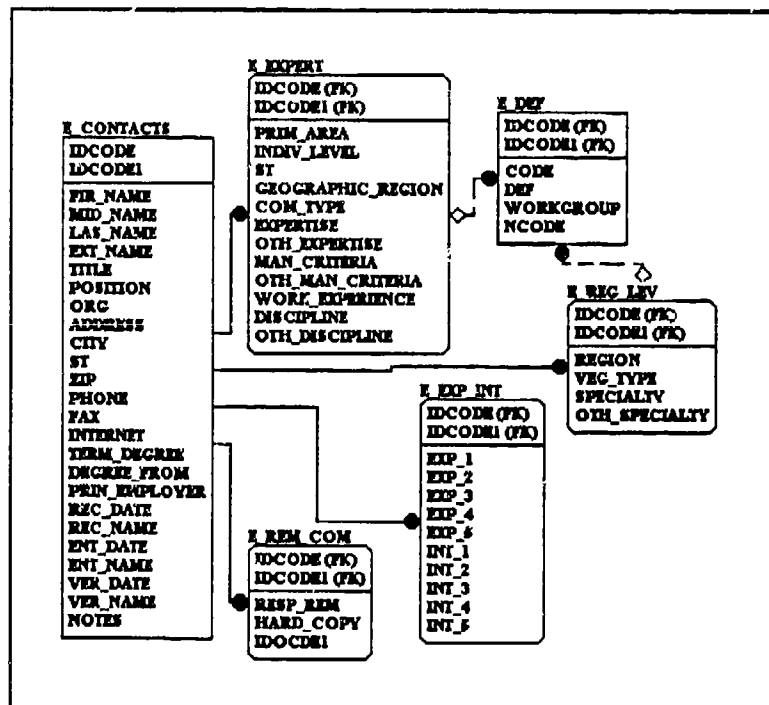 E_EXPERT
IDCODE (FK)
IDCODE1 (FK)
PRIM_AREA
INDIV_LEVEL
ST
GEOGRAPHIC_REGION
COM_TYPE
EXPERTISE
OTH_EXPERTISE
MAN_CRITERIA
OTH_MAN_CRITERIA
WORK_EXPERIENCE
DISCIPLINE
OTH_DISCIPLINE
E_DEF
IDCODE (FK)
IDCODE1 (FK)
CODE
DEF
WORKGROUP
NCODE
E_CONTACTS
IDCODE
IDCODE1
FIR_NAME
MID_NAME
LAS_NAME
EXT_NAME
TITLE
POSITION
ORG
ADDRESS
CITY
ST
ZIP
PHONE
FAX
INTERNET
TERM_DEGREE
DEGREE_FROM
PRIN_EMPLOYER
REC_DATE
REC_NAME
ENT_DATE
ENT_NAME
VER_DATE
VER_NAME
NOTES
E_REG_LEV
IDCODE (FK)
IDCODE1 (FK)
REGION
VEG_TYPE
SPECIALTY
OTH_SPECIALTY
E_EXP_INT
IDCODE (FK)
IDCODE1 (FK)
EXP_1
EXP_2
EXP_3
EXP_4
EXP_5
INT_1
INT_2
INT_3
INT_4
INT_5
E_REM_COM
IDCODE (FK)
IDCODE1 (FK)
RESP_REM
HARD_COPY
IDOCDE1